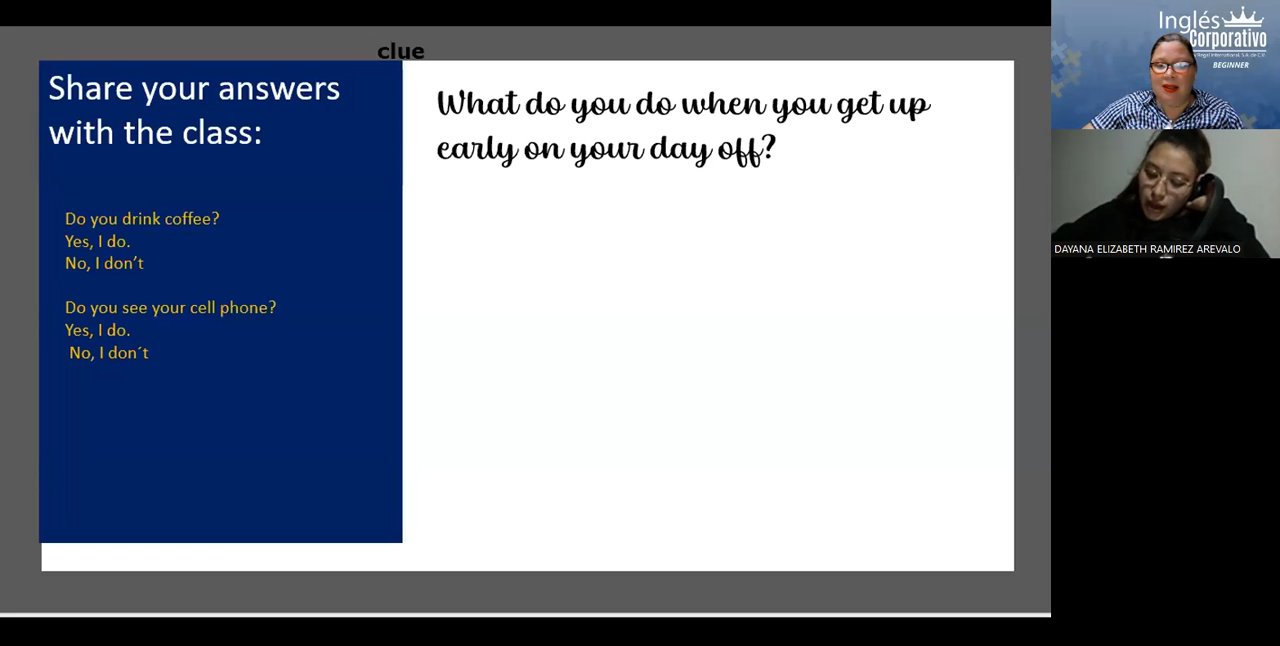 clue
Share your answers
with the class:
Do you drink coffee?
Yes, I do.
No, I don’t
Do you see your cell phone?
Yes, I do.
No, I don´t
What do you do when you get up
early on your day off?
Inglés
Corporativo
BEGINNER
DAYANA ELIZABETH RAMIREZ AREVALO